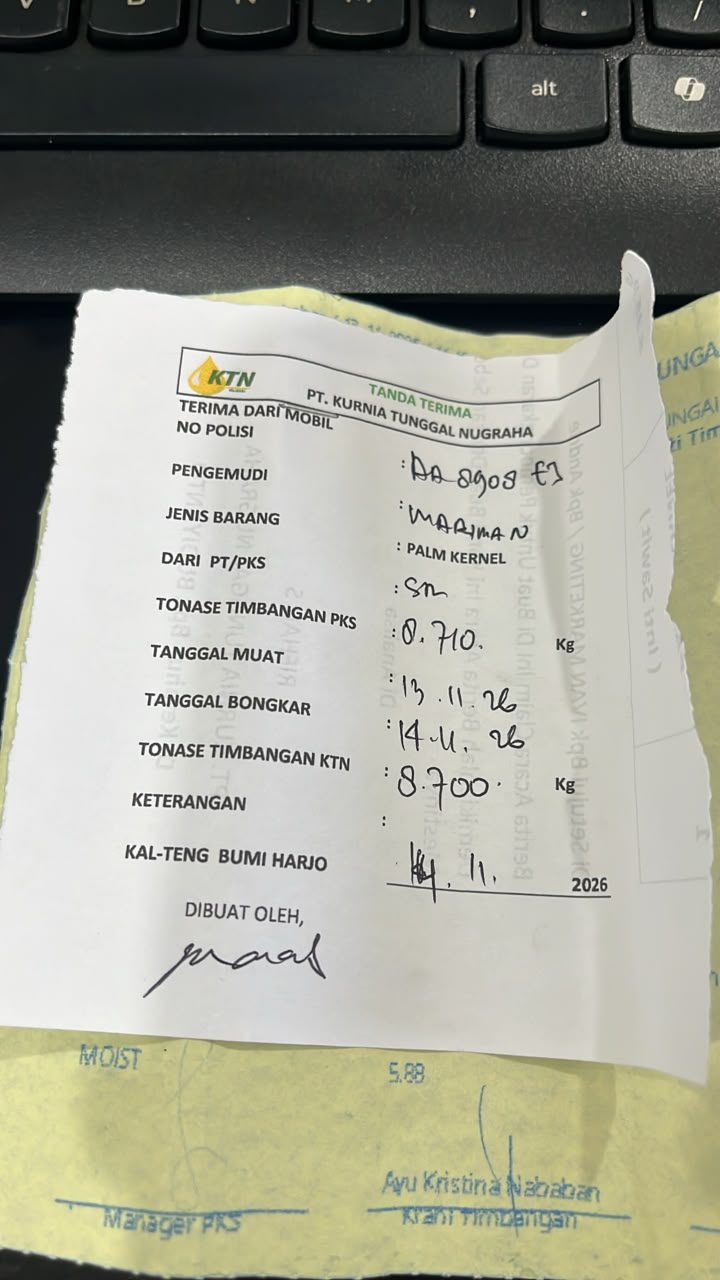 alt
KTN
TANDA TERIMA
PT. KURNIA TUNGGAL NUGRAHA
TERIMA DARI MOBIL
NO POLISI : DA 8908 EJ
PENGEMUDI : MARIMAN
JENIS BARANG : PALM KERNEL
DARI PT/PKS :
TONASE TIMBANGAN PKS : 8.710. Kg
TANGGAL MUAT : 13.11.26
TANGGAL BONGKAR : 14.11.26
TONASE TIMBANGAN KTN : 8.700. Kg
KETERANGAN :
KAL-TENG BUMI HARJO 14. 11. 2026
DIBUAT OLEH,
MOIST 5.88
Ayu Kristina Nababan
Manager PKS Krani Timbangan